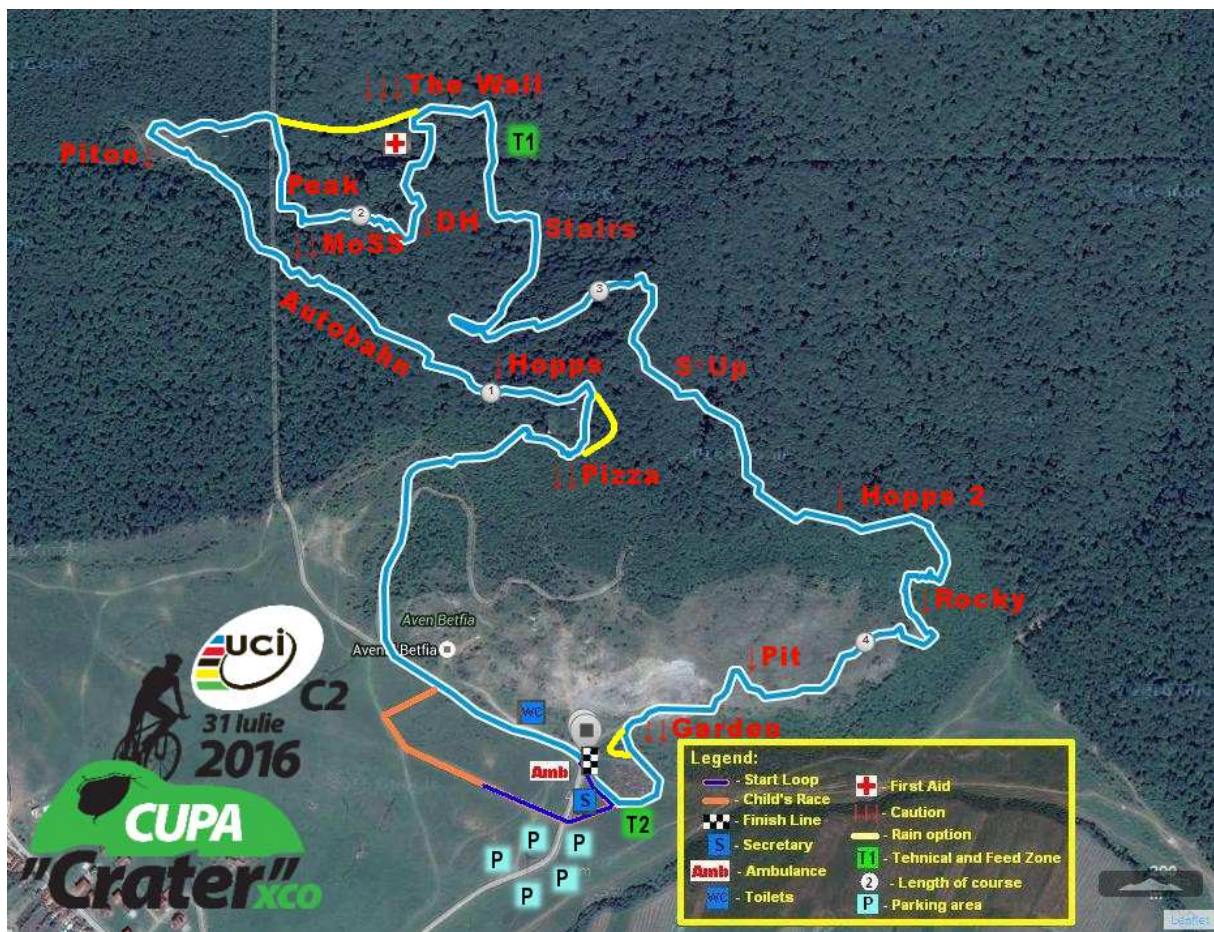 The Wall
T1
Piton
Peak
2
DH
MoSS
Stairs
3
Autobahn
Hopps
S-Up
1
Pizza
Hopps 2
Rocky
Aven Betfia
4
Pit
UCI
C2
WC
31 Iulie
2016
Garden
Amb
S
T2
P
P
P
P
P
P
CUPA
"Crater"xco
Legend:
- Start Loop
- Child's Race
- Finish Line
S - Secretary
Amb - Ambulance
WC - Toilets
- First Aid
- Caution
- Rain option
T1 - Tehnical and Feed Zone
2 - Length of course
P - Parking area
Leaflet